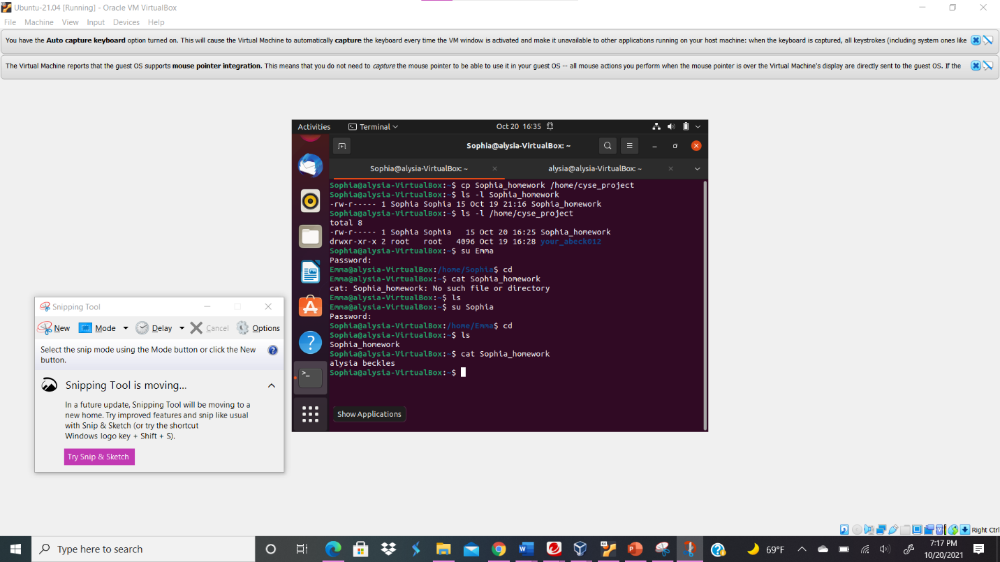 Ubuntu-21.04 [Running] - Oracle VM VirtualBox
File Machine View Input Devices Help
You have the Auto capture keyboard option turned on. This will cause the Virtual Machine to automatically capture the keyboard every time the VM window is activated and make it unavailable to other applications running on your host machine: when the keyboard is captured, all keystrokes (including system ones like
The Virtual Machine reports that the guest OS supports mouse pointer integration. This means that you do not need to capture the mouse pointer to be able to use it in your guest OS -- all mouse actions you perform when the mouse pointer is over the Virtual Machine's display are directly sent to the guest OS. If the
Activities Terminal Oct 20 16:35
Sophia@alysia-VirtualBox: ~
Sophia@alysia-VirtualBox: ~ alysia@alysia-VirtualBox: ~
Sophia@alysia-VirtualBox:~$ cp Sophia_homework /home/cyse_project
Sophia@alysia-VirtualBox:~$ ls -l Sophia_homework
-rw-r----- 1 Sophia Sophia 15 Oct 19 21:16 Sophia_homework
Sophia@alysia-VirtualBox:~$ ls -l /home/cyse_project
total 8
-rw-r----- 1 Sophia Sophia   15 Oct 20 16:25 Sophia_homework
drwxr-xr-x 2 root   root   4096 Oct 19 16:28 your_abeck012
Sophia@alysia-VirtualBox:~$ su Emma
Password:
Emma@alysia-VirtualBox:/home/Sophia$ cd
Emma@alysia-VirtualBox:~$ cat Sophia_homework
cat: Sophia_homework: No such file or directory
Emma@alysia-VirtualBox:~$ ls
Emma@alysia-VirtualBox:~$ su Sophia
Password:
Sophia@alysia-VirtualBox:/home/Emma$ cd
Sophia@alysia-VirtualBox:~$ ls
Sophia_homework
Sophia@alysia-VirtualBox:~$ cat Sophia_homework
alysia beckles
Sophia@alysia-VirtualBox:~$
Show Applications
Snipping Tool
New Mode Delay Cancel Options
Select the snip mode using the Mode button or click the New
button.
Snipping Tool is moving...
In a future update, Snipping Tool will be moving to a
new home. Try improved features and snip like usual
with Snip & Sketch (or try the shortcut
Windows logo key + Shift + S).
Try Snip & Sketch
Right Ctrl
Type here to search
69°F
7:17 PM
10/20/2021